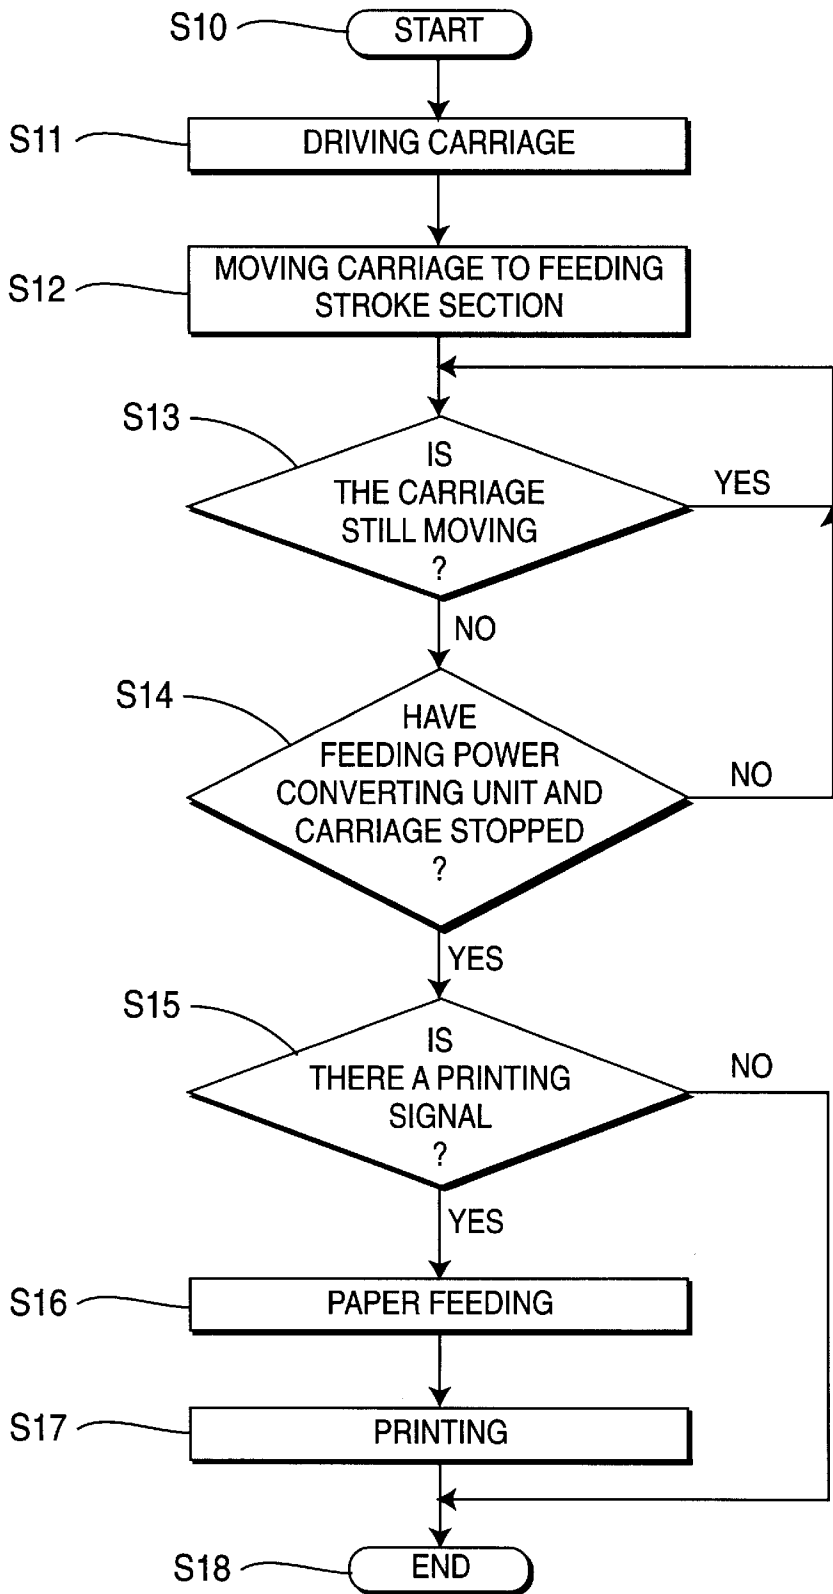 S10
START
S11
DRIVING CARRIAGE
S12
MOVING CARRIAGE TO FEEDING
STROKE SECTION
S13
IS
THE CARRIAGE
STILL MOVING
?
YES
NO
S14
HAVE
FEEDING POWER
CONVERTING UNIT AND
CARRIAGE STOPPED
?
NO
YES
S15
IS
THERE A PRINTING
SIGNAL
?
NO
YES
S16
PAPER FEEDING
S17
PRINTING
S18
END